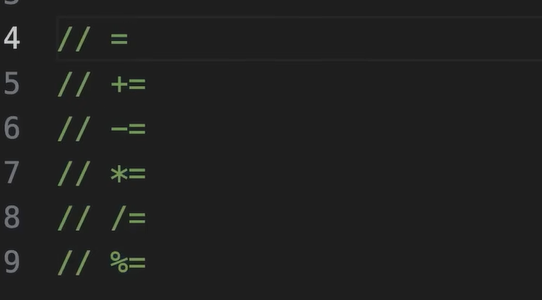 4 // =
5 // +=
6 // -=
7 // *=
8 // /=
9 // %=